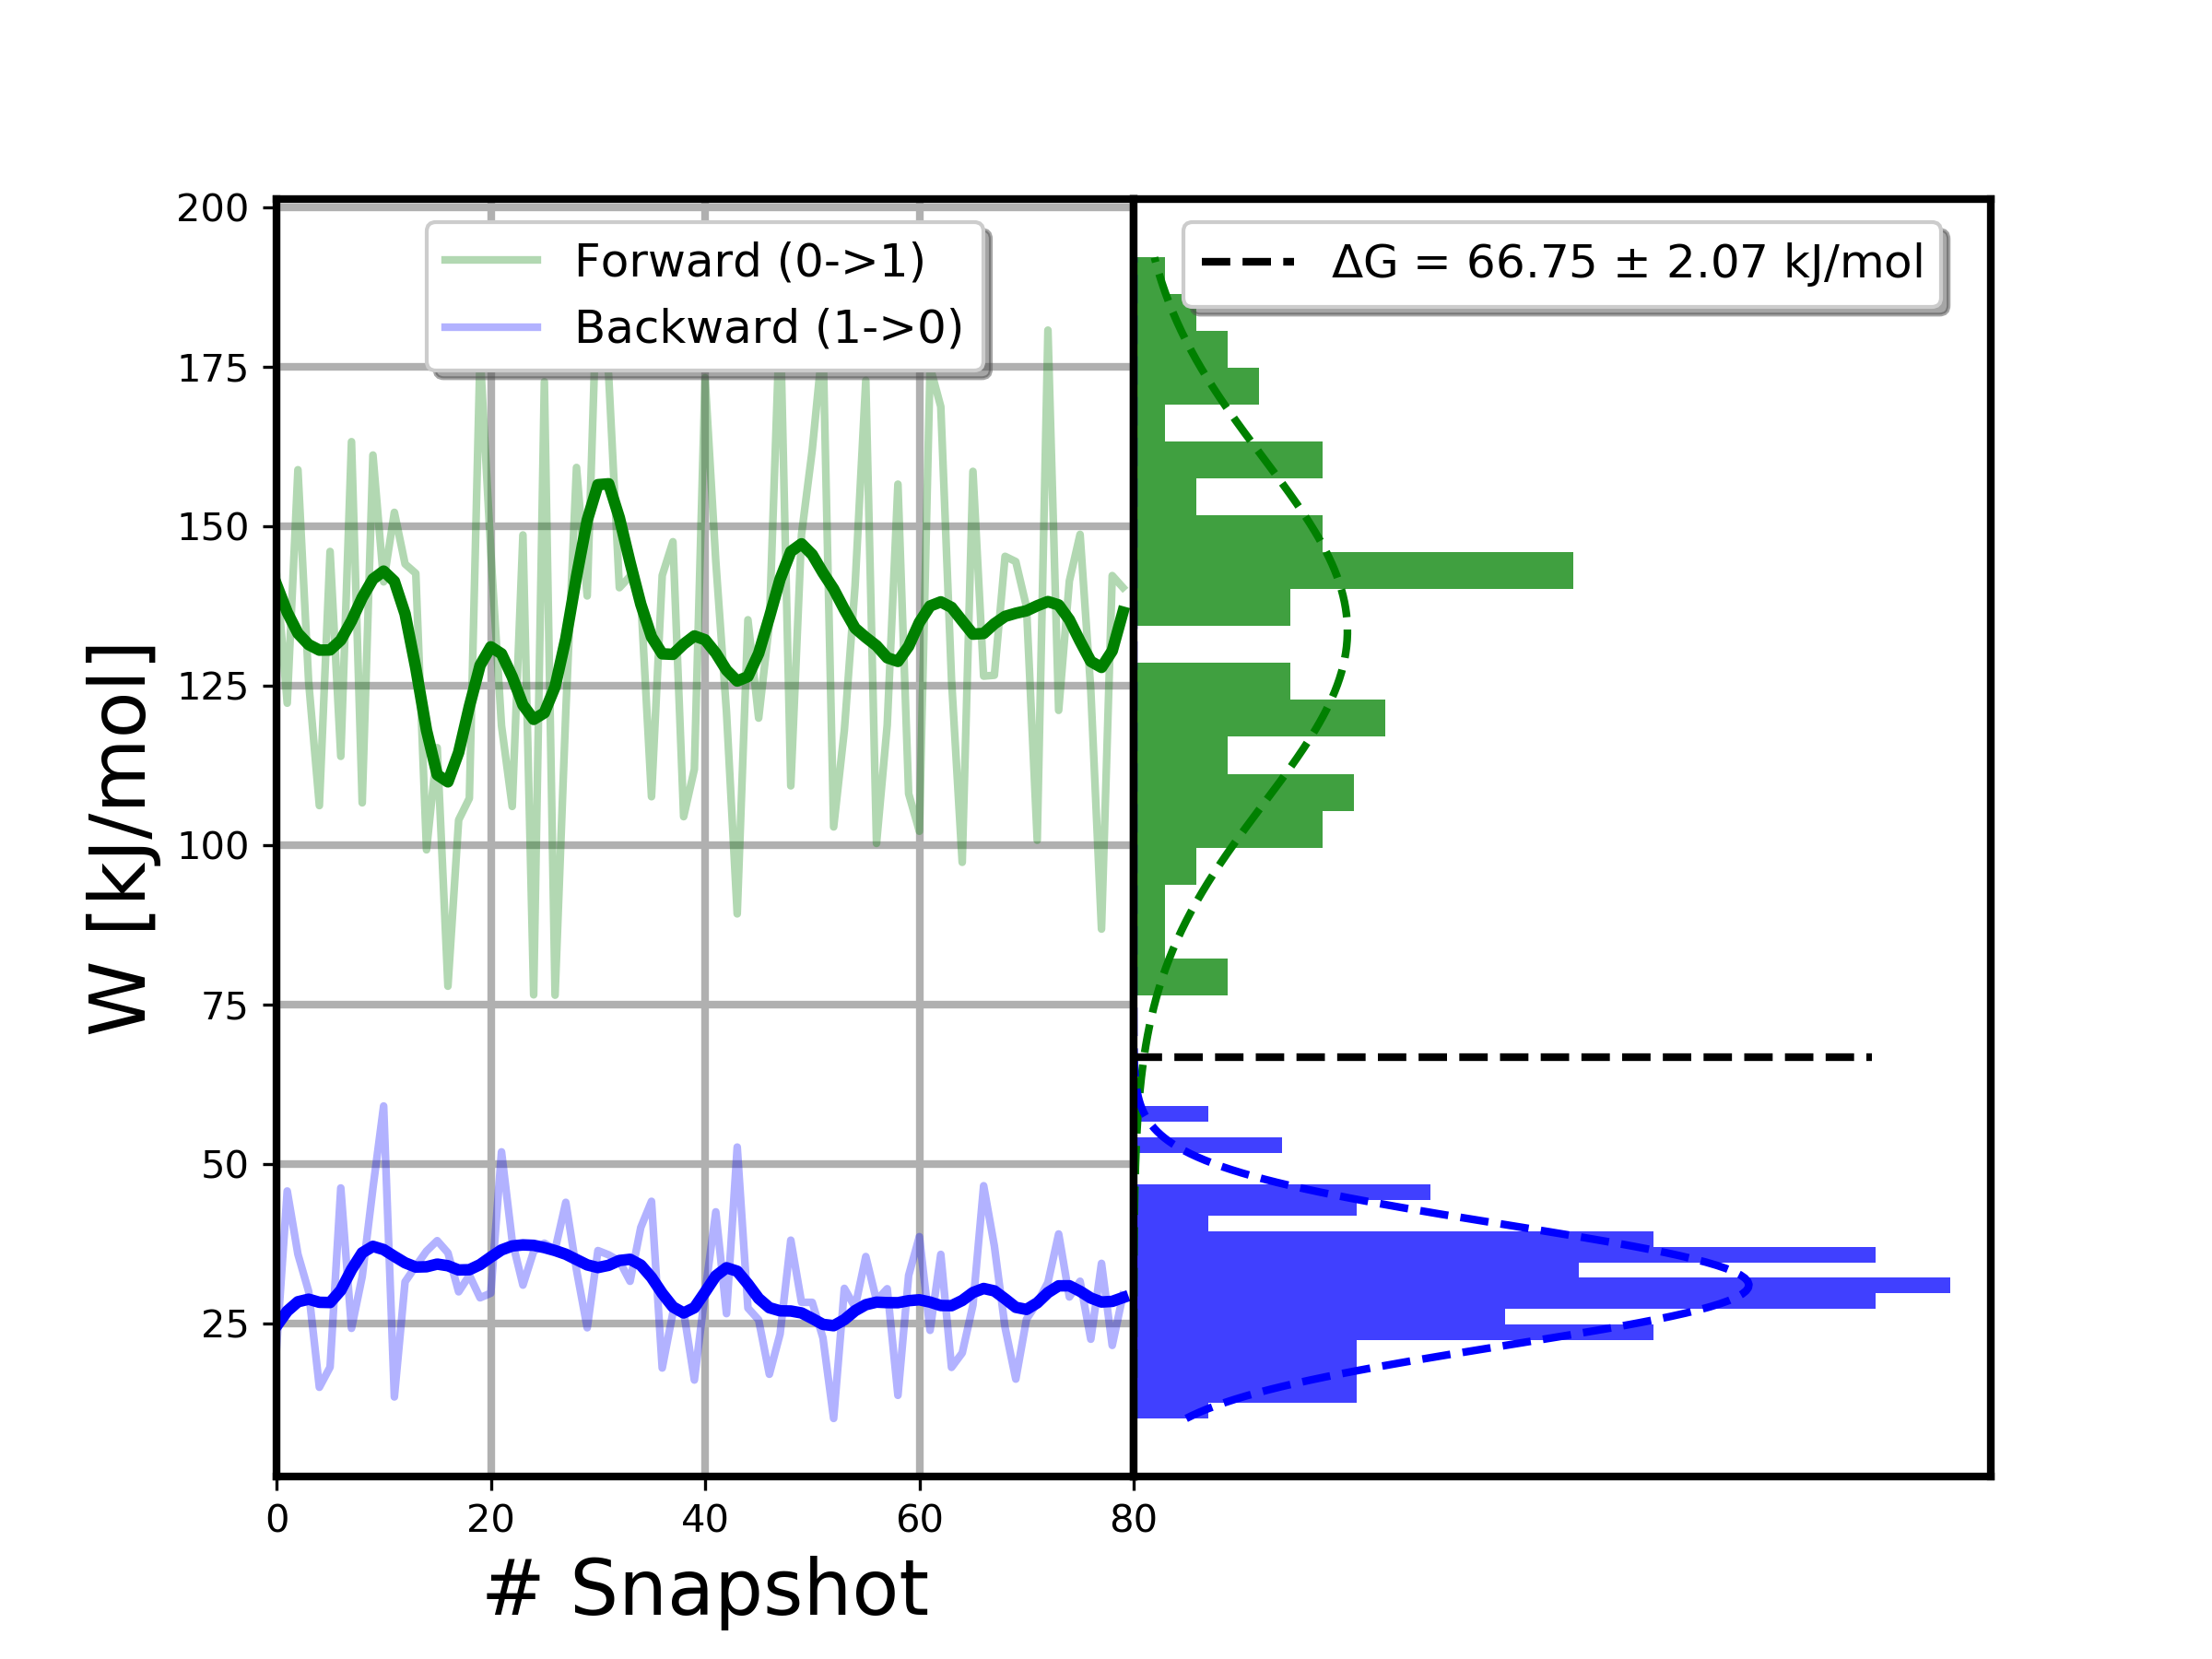 Forward (0->1)
Backward (1->0)
ΔG = 66.75 ± 2.07 kJ/mol
W [kJ/mol]
200
175
150
125
100
75
50
25
0
20
40
60
80
# Snapshot